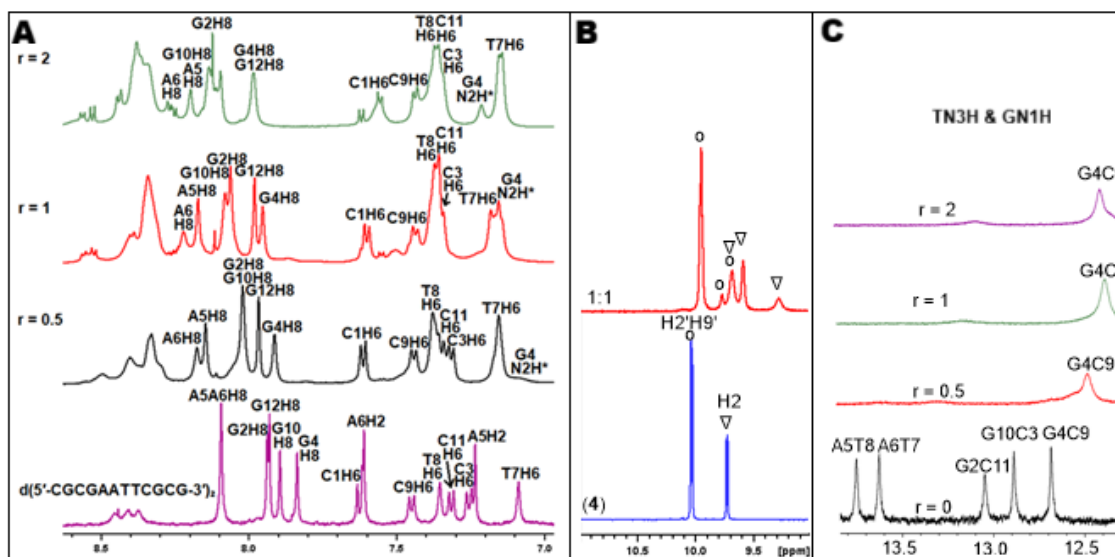 A
r = 2
G2H8
G10H8
A5
H8
A6
H8
G4H8
G12H8
C1H6
C9H6
T8C11
H6H6
C3
H6
G4
N2H*
T7H6
r = 1
G2H8
G10H8
A5H8
A6
H8
G12H8
G4H8
C1H6
C9H6
C11
T8
H6
H6
C3
H6
T7H6
G4
N2H*
r = 0.5
G2H8
G10H8
A5H8
A6H8
G12H8
G4H8
C1H6
C9H6
T8
H6
C11
H6
C3H6
T7H6
G4
N2H*
d(5'-CGCGAATTCGCG-3')₂
A5A6H8
G12H8
G2H8
G10
H8
G4
H8
A6H2
C1H6
C9H6
T8
H6
C11
H6
C3
H6
A5H2
T7H6
8.5 8.0 7.5 7.0
B
o
∇
o
∇
o
∇
1:1
H2'H9'
o
H2
∇
(4)
10.5 10.0 9.5 [ppm]
C
TN3H & GN1H
G4C
r = 2
G4C
r = 1
G4C9
r = 0.5
A5T8
A6T7
G2C11
G10C3
G4C9
r = 0
13.5 13.0 12.5